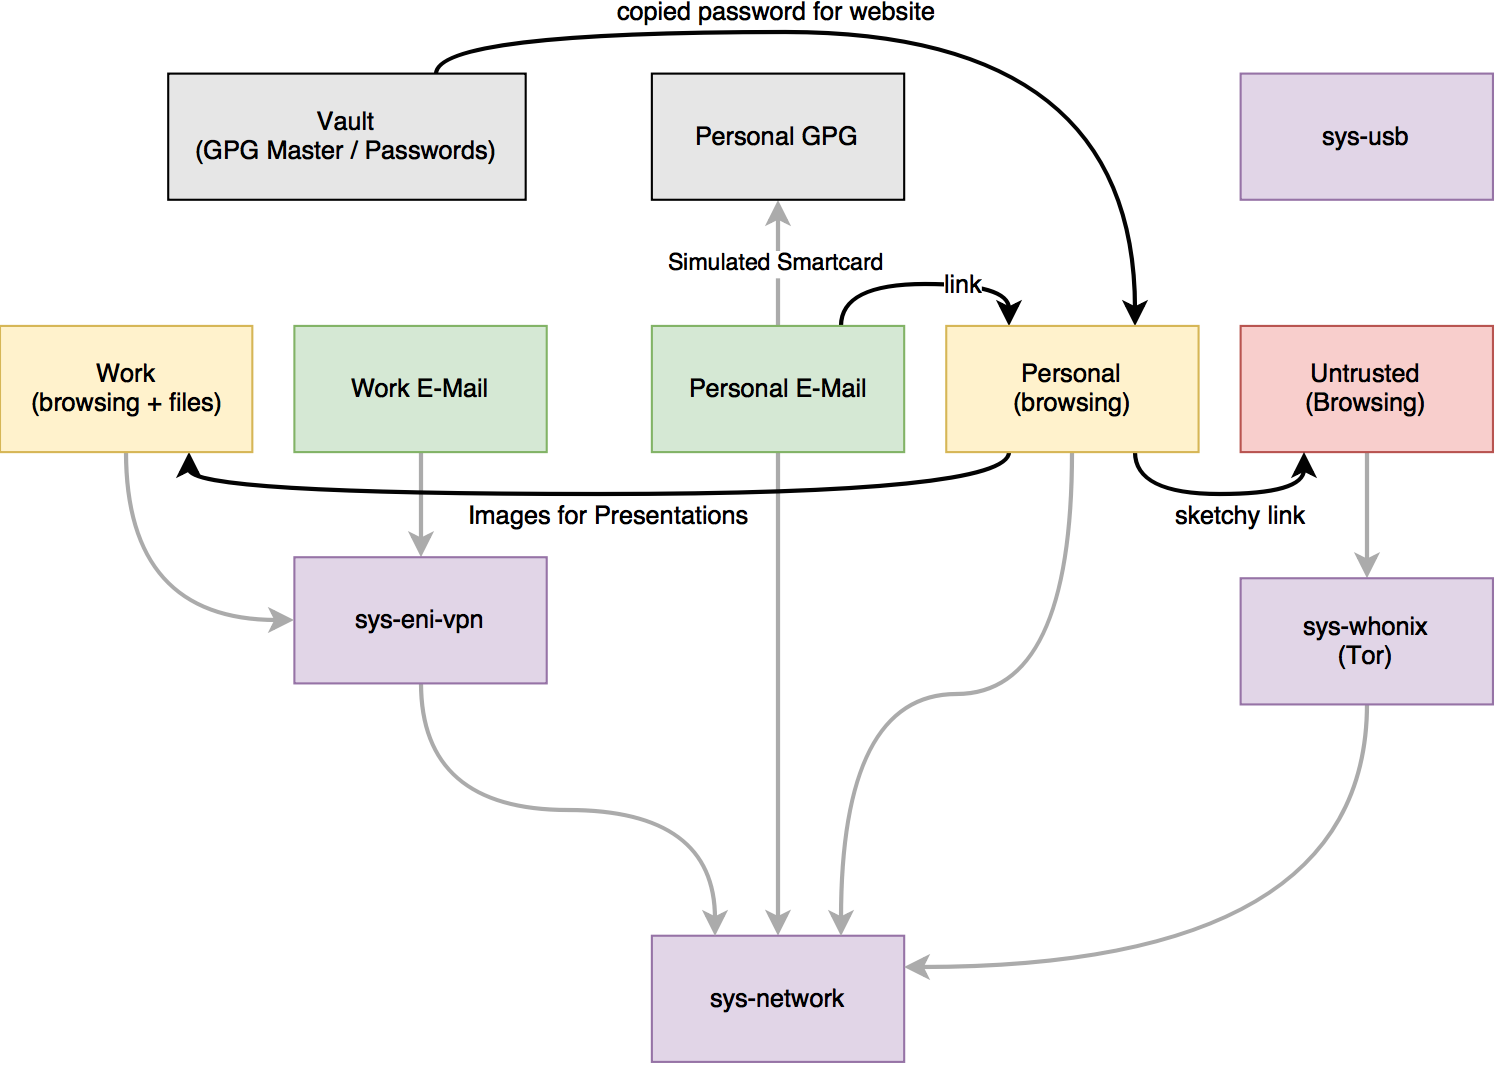 copied password for website
Vault
(GPG Master / Passwords)
Personal GPG
sys-usb
Simulated Smartcard
link
Work
(browsing + files)
Work E-Mail
Personal E-Mail
Personal
(browsing)
Untrusted
(Browsing)
Images for Presentations
sketchy link
sys-eni-vpn
sys-whonix
(Tor)
sys-network